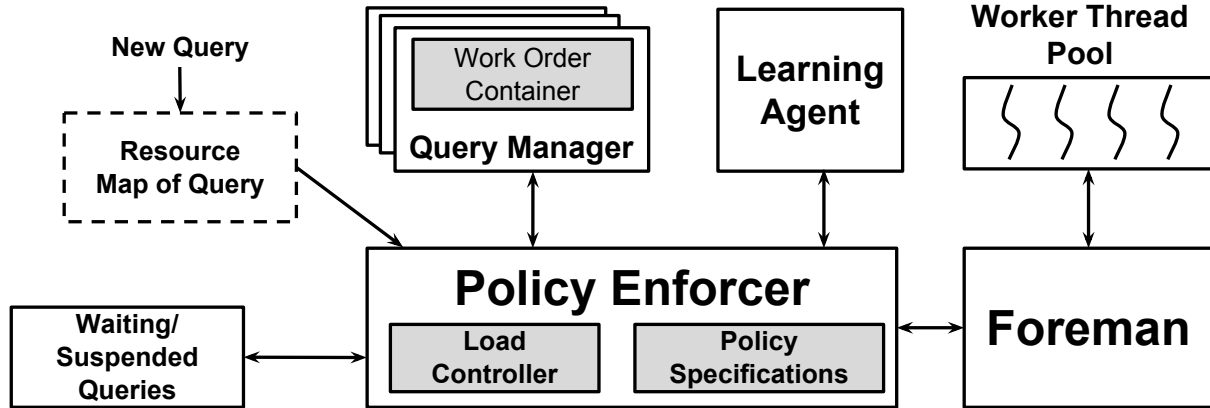 New Query
Resource
Map of Query
Work Order
Container
Query Manager
Learning
Agent
Worker Thread
Pool
Policy Enforcer
Load
Controller
Policy
Specifications
Foreman
Waiting/
Suspended
Queries